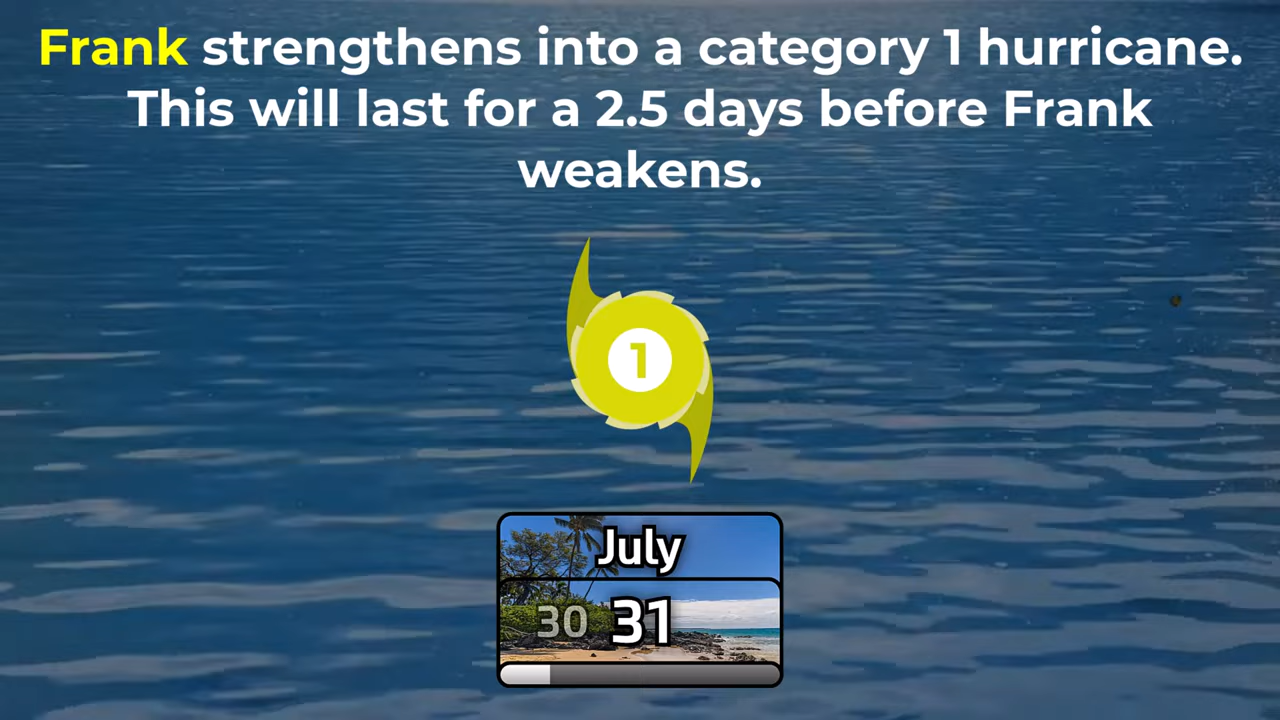 Frank strengthens into a category 1 hurricane.
This will last for a 2.5 days before Frank
weakens.
1
July
30 31